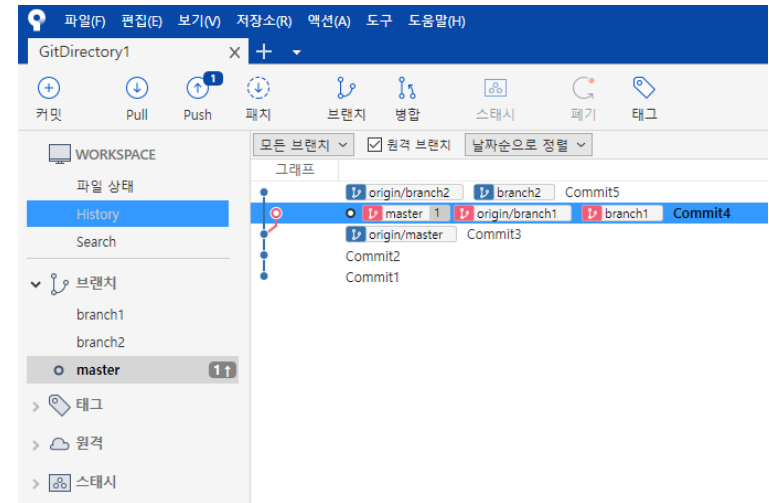 파일(F) 편집(E) 보기(V) 저장소(R) 액션(A) 도구 도움말(H)
GitDirectory1
1
커밋 Pull Push 패치 브랜치 병합 스태시 폐기 태그
WORKSPACE
파일 상태
History
Search
브랜치
branch1
branch2
master 1↑
태그
원격
스태시
모든 브랜치 원격 브랜치 날짜순으로 정렬
그래프
origin/branch2 branch2 Commit5
master 1 origin/branch1 branch1 Commit4
origin/master Commit3
Commit2
Commit1